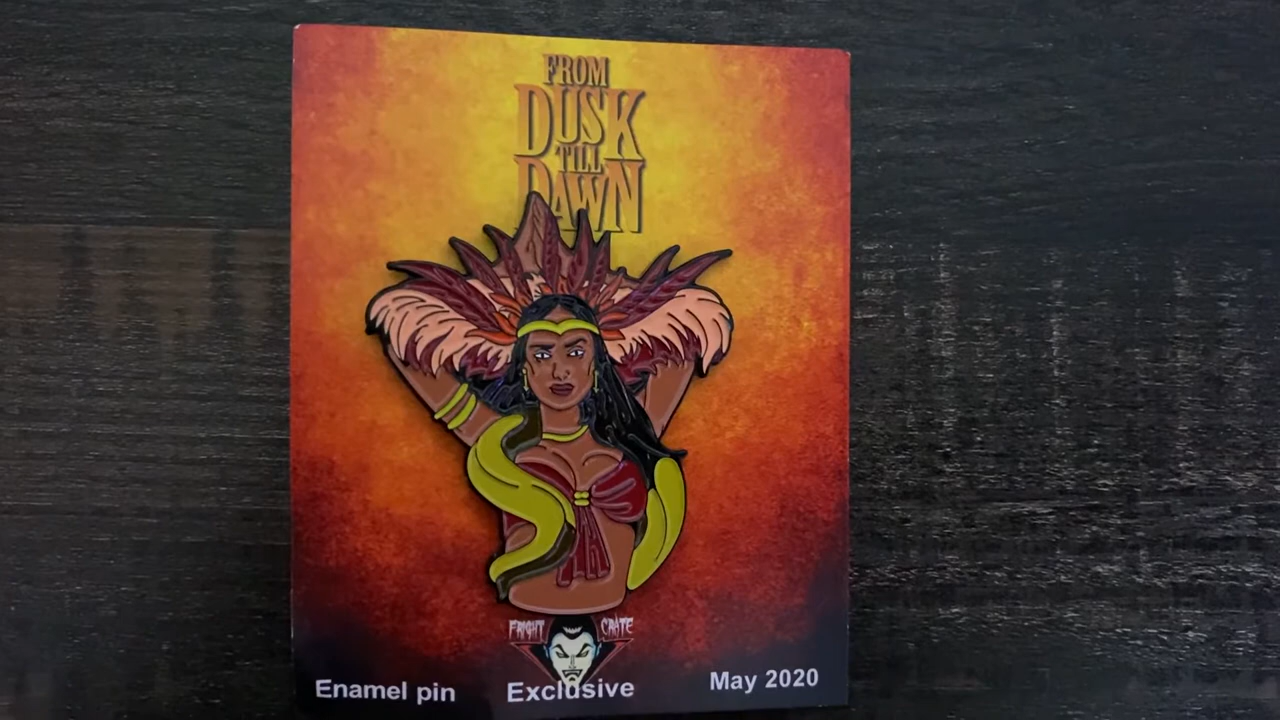 FROM
DUSK
TILL
DAWN
FRIGHT CRATE
Enamel pin Exclusive May 2020